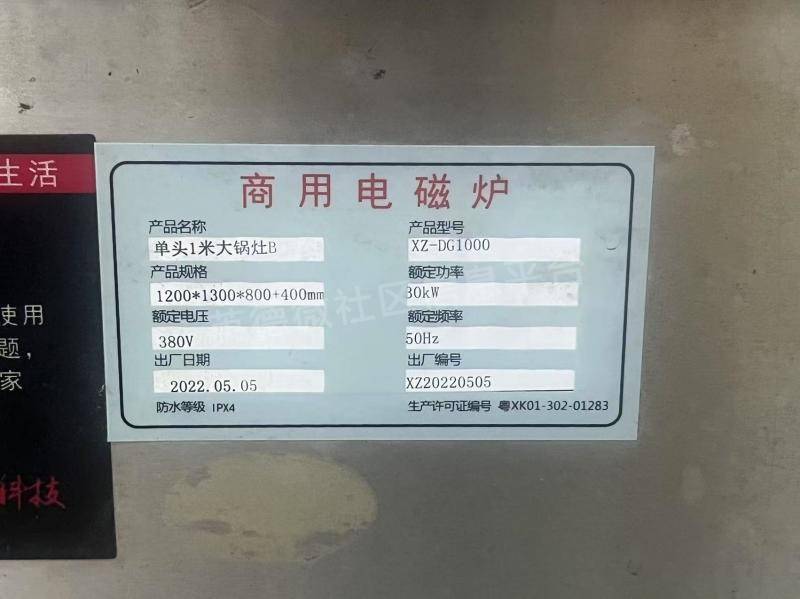 生活
使用
题，
家
科技
商用电磁炉
产品名称
单头1米大锅灶B
产品型号
XZ-DG1000
产品规格
1200*1300*800+400mm
额定功率
30kW
额定电压
380V
额定频率
50Hz
出厂日期
2022.05.05
出厂编号
XZ20220505
防水等级 IPX4
生产许可证编号 粤XK01-302-01283